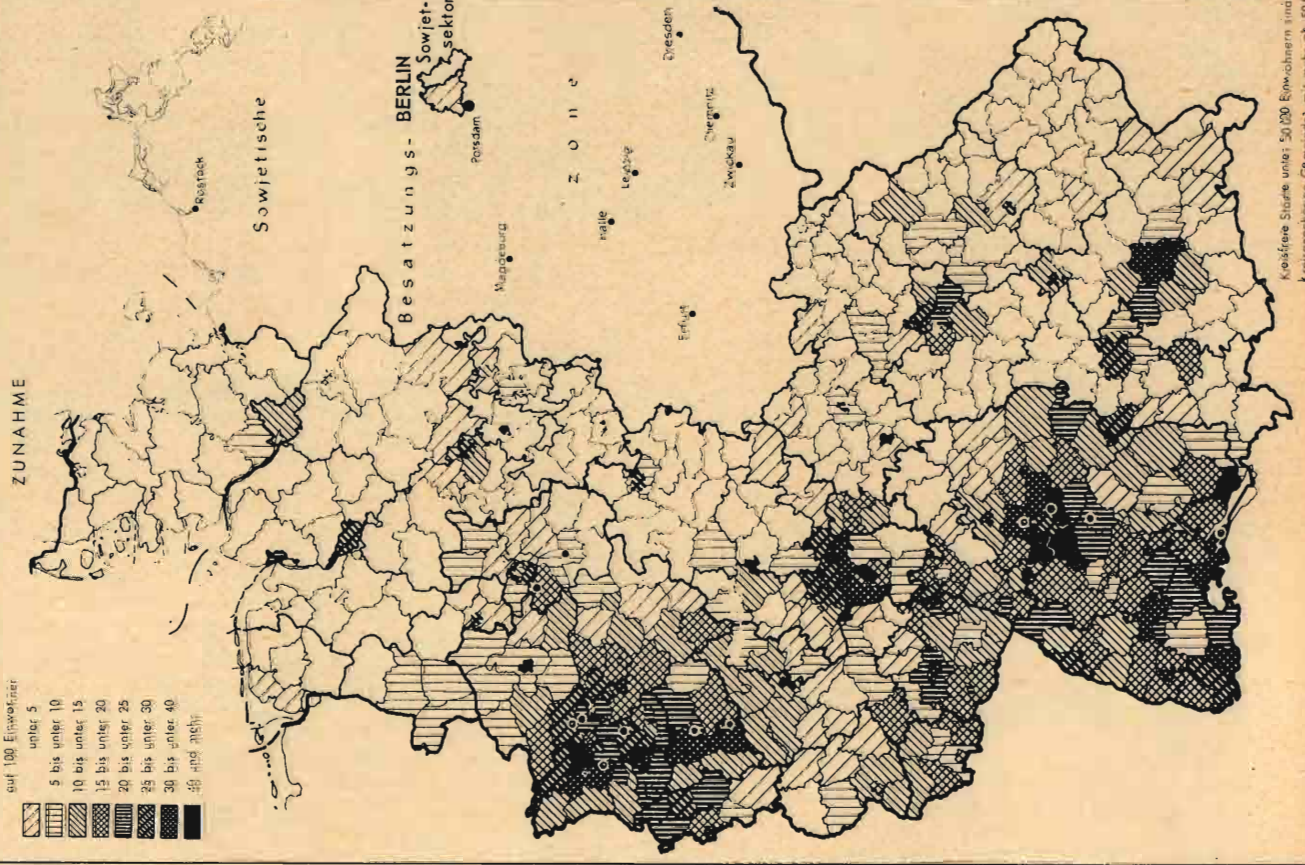 ZUNAHME
auf 100 Einwohner
unter 5
5 bis unter 10
10 bis unter 15
15 bis unter 20
20 bis unter 25
25 bis unter 30
30 bis unter 40
40 und mehr
Rostock
Sowjetische
Besatzungs-
BERLIN
Sowjet-
sektor
Potsdam
Magdeburg
Zone
Halle
Leipzig
Dresden
Erfurt
Chemnitz
Zwickau
Kreisfreie Städte unter 50 000 Einwohnern sind